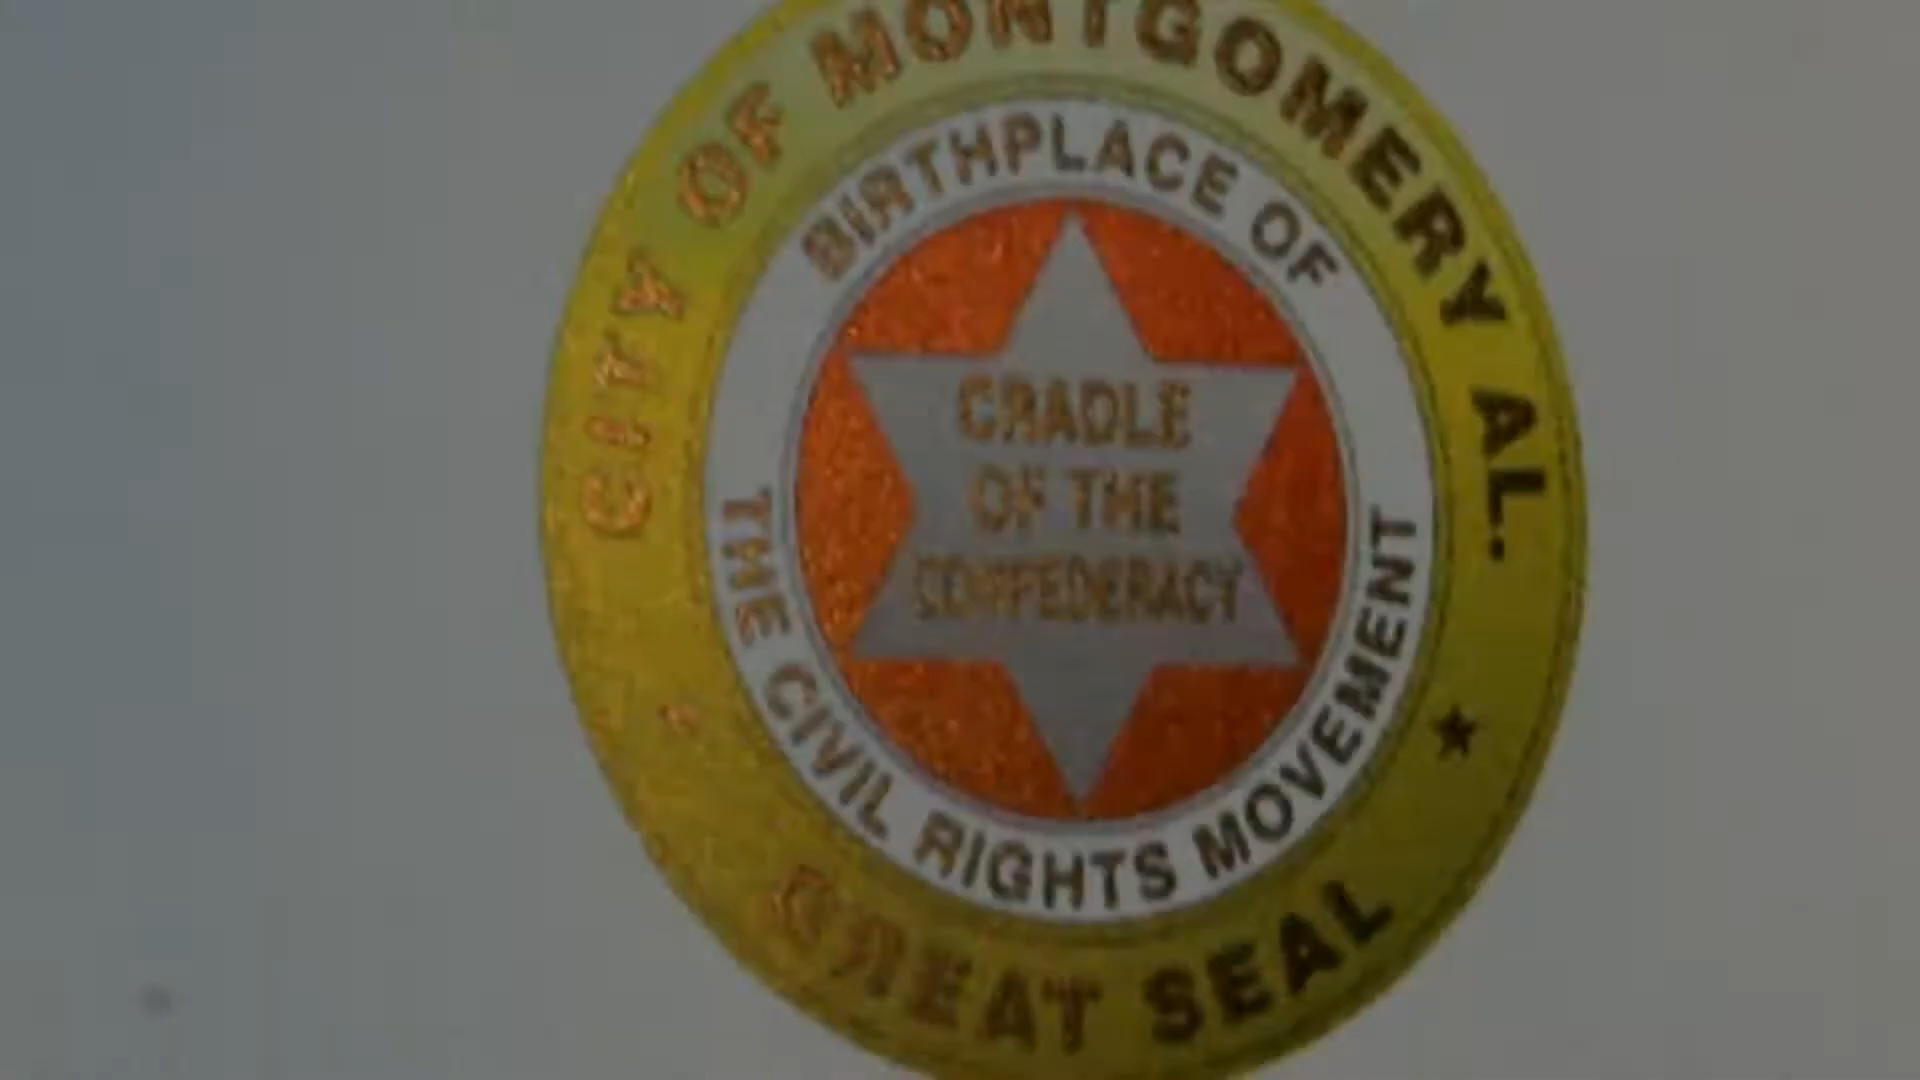 CITY OF MONTGOMERY AL.
BIRTHPLACE OF
CRADLE
OF THE
CONFEDERACY
THE CIVIL RIGHTS MOVEMENT
GREAT SEAL